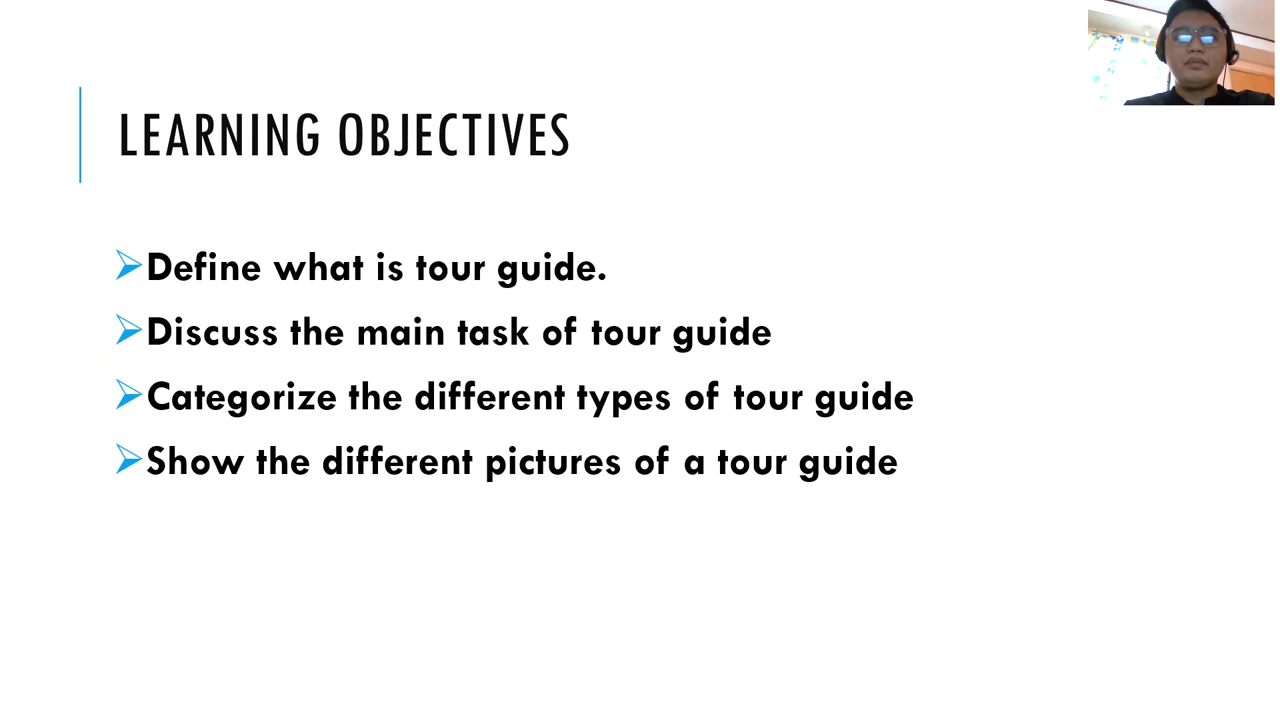 LEARNING OBJECTIVES
Define what is tour guide.
Discuss the main task of tour guide
Categorize the different types of tour guide
Show the different pictures of a tour guide